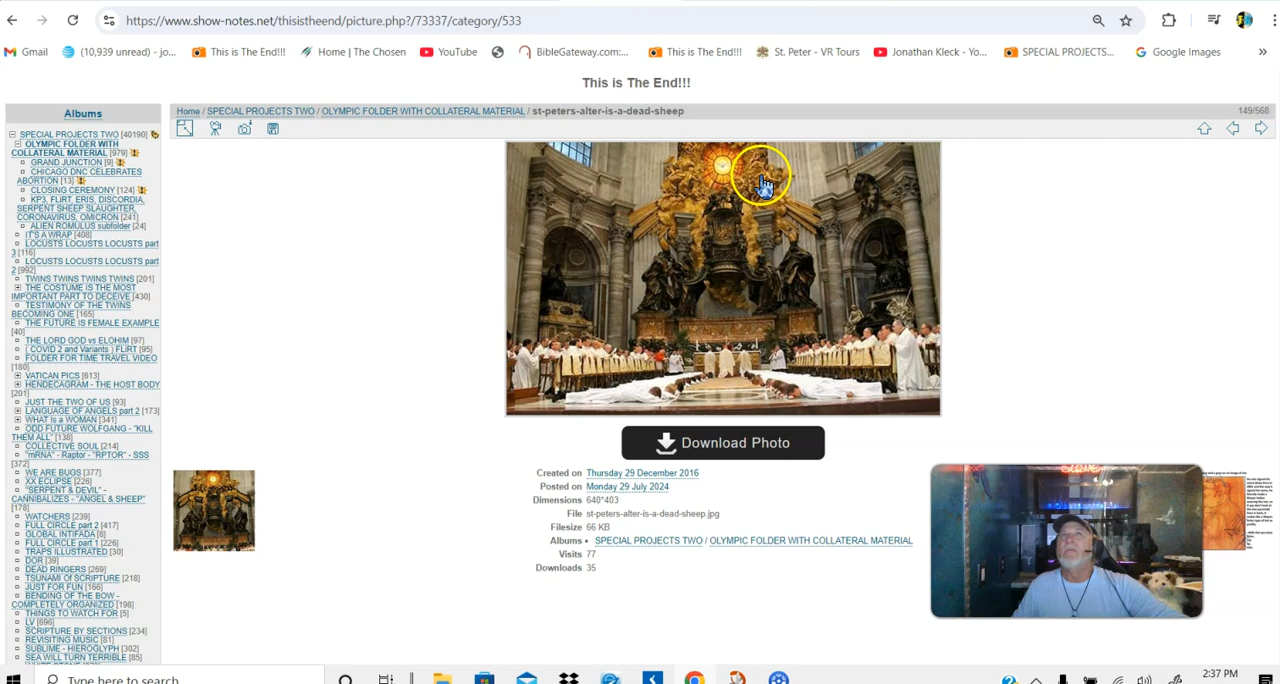 https://www.show-notes.net/thisistheend/picture.php?/73337/category/533
Gmail
(10,939 unread) - jo...
This is The End!!!
Home | The Chosen
YouTube
BibleGateway.com:...
This is The End!!!
St. Peter - VR Tours
Jonathan Kleck - Yo...
SPECIAL PROJECTS...
Google Images
This is The End!!!
Albums
Home / SPECIAL PROJECTS TWO / OLYMPIC FOLDER WITH COLLATERAL MATERIAL / st-peters-alter-is-a-dead-sheep
149/568
SPECIAL PROJECTS TWO [40190]
OLYMPIC FOLDER WITH
COLLATERAL MATERIAL [979]
GRAND JUNCTION [9]
CHICAGO DNC CELEBRATES
ABORTION [13]
CLOSING CEREMONY [124]
KP3, FLiRT, ERIS, DISCORDIA,
SERPENT SHEEP SLAUGHTER,
CORONAVIRUS, OMICRON [241]
ALIEN ROMULUS subfolder [24]
IT'S A WRAP [408]
LOCUSTS LOCUSTS LOCUSTS part
3 [116]
LOCUSTS LOCUSTS LOCUSTS part
2 [992]
TWINS TWINS TWINS TWINS [201]
THE COSTUME IS THE MOST
IMPORTANT PART TO DECEIVE [430]
TESTIMONY OF THE TWINS
BECOMING ONE [165]
THE FUTURE IS FEMALE EXAMPLE
[40]
THE LORD GOD vs ELOHIM [97]
( COVID 2 and Variants ) FLiRT [95]
FOLDER FOR TIME TRAVEL VIDEO
[180]
VATICAN PICS [613]
HENDECAGRAM - THE HOST BODY
[201]
JUST THE TWO OF US [93]
LANGUAGE OF ANGELS part 2 [173]
WHAT is a WOMAN [341]
ODD FUTURE WOLFGANG - "KILL
THEM ALL" [138]
COLLECTIVE SOUL [214]
"mRNA" - Raptor - "RPTOR" - SSS
[372]
WE ARE BUGS [377]
XX ECLIPSE [226]
"SERPENT & DEVIL" -
CANNIBALIZES - "ANGEL & SHEEP"
[178]
WATCHERS [239]
FULL CIRCLE part 2 [417]
GLOBAL INTIFADA [8]
FULL CIRCLE part 1 [226]
TRAPS ILLUSTRATED [30]
DOR [39]
DEAD RINGERS [269]
TSUNAMI Of SCRIPTURE [218]
JUST FOR FUN [166]
BENDING OF THE BOW -
COMPLETELY ORGANIZED [198]
THINGS TO WATCH FOR [5]
LV [696]
SCRIPTURE BY SECTIONS [234]
REVISITING MUSIC [81]
SUBLIME - HIEROGLYPH [302]
SEA WILL TURN TERRIBLE [85]
Download Photo
Created on Thursday 29 December 2016
Posted on Monday 29 July 2024
Dimensions 640*403
File st-peters-alter-is-a-dead-sheep.jpg
Filesize 66 KB
Albums SPECIAL PROJECTS TWO / OLYMPIC FOLDER WITH COLLATERAL MATERIAL
Visits 77
Downloads 35
Type here to search
2:37 PM